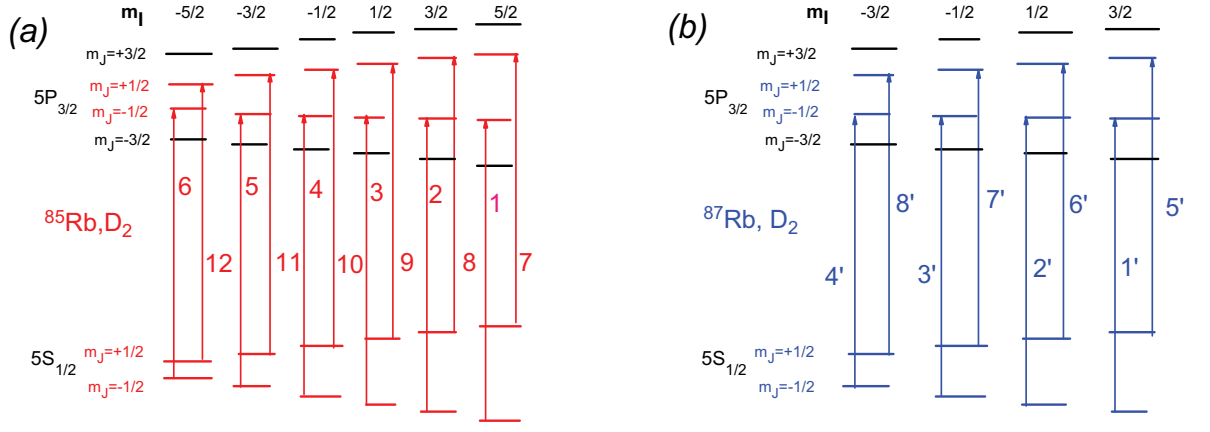 (a) m_I -5/2 -3/2 -1/2 1/2 3/2 5/2
m_J=+3/2
m_J=+1/2
5P_3/2
m_J=-1/2
m_J=-3/2
6 5 4 3 2 1
⁸⁵Rb,D₂
12 11 10 9 8 7
5S_1/2 m_J=+1/2
m_J=-1/2
(b) m_I -3/2 -1/2 1/2 3/2
m_J=+3/2
m_J=+1/2
5P_3/2
m_J=-1/2
m_J=-3/2
8' 7' 6' 5'
⁸⁷Rb, D₂
4' 3' 2' 1'
5S_1/2 m_J=+1/2
m_J=-1/2